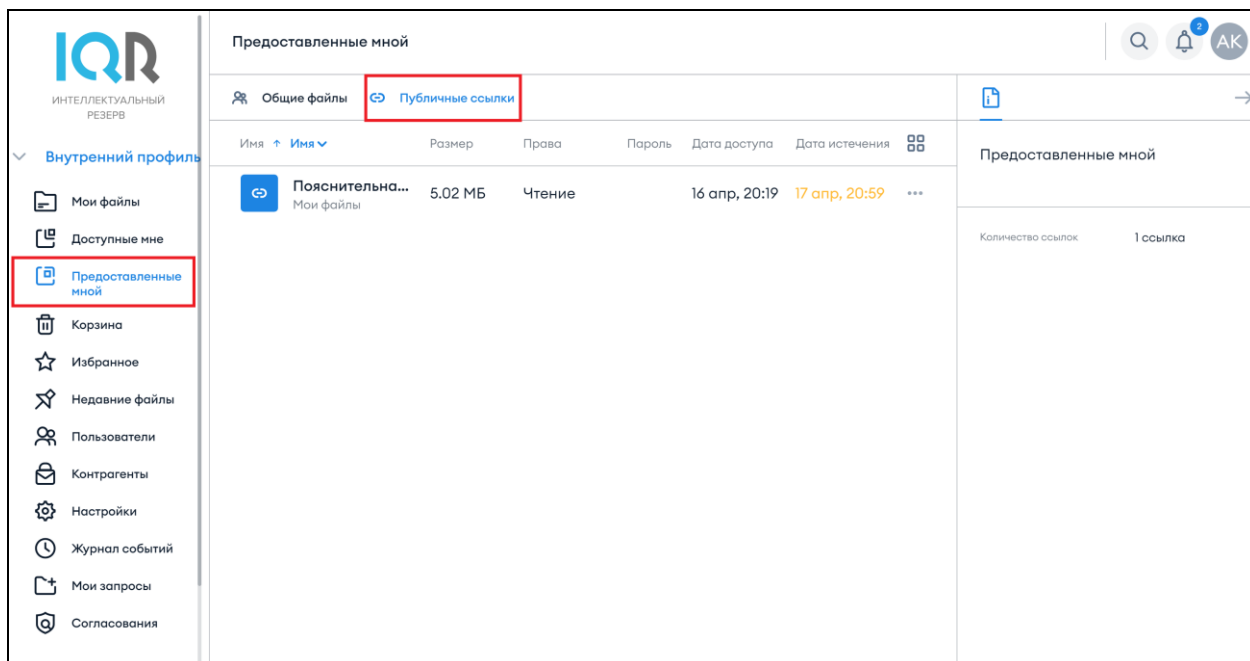 IQR
ИНТЕЛЛЕКТУАЛЬНЫЙ
РЕЗЕРВ
Внутренний профиль
Мои файлы
Доступные мне
Предоставленные
мной
Корзина
Избранное
Недавние файлы
Пользователи
Контрагенты
Настройки
Журнал событий
Мои запросы
Согласования
Предоставленные мной
2
АК
Общие файлы Публичные ссылки
Имя ↑ Имя Размер Права Пароль Дата доступа Дата истечения
Пояснительна... 5.02 МБ Чтение 16 апр, 20:19 17 апр, 20:59
Мои файлы
Предоставленные мной
Количество ссылок 1 ссылка